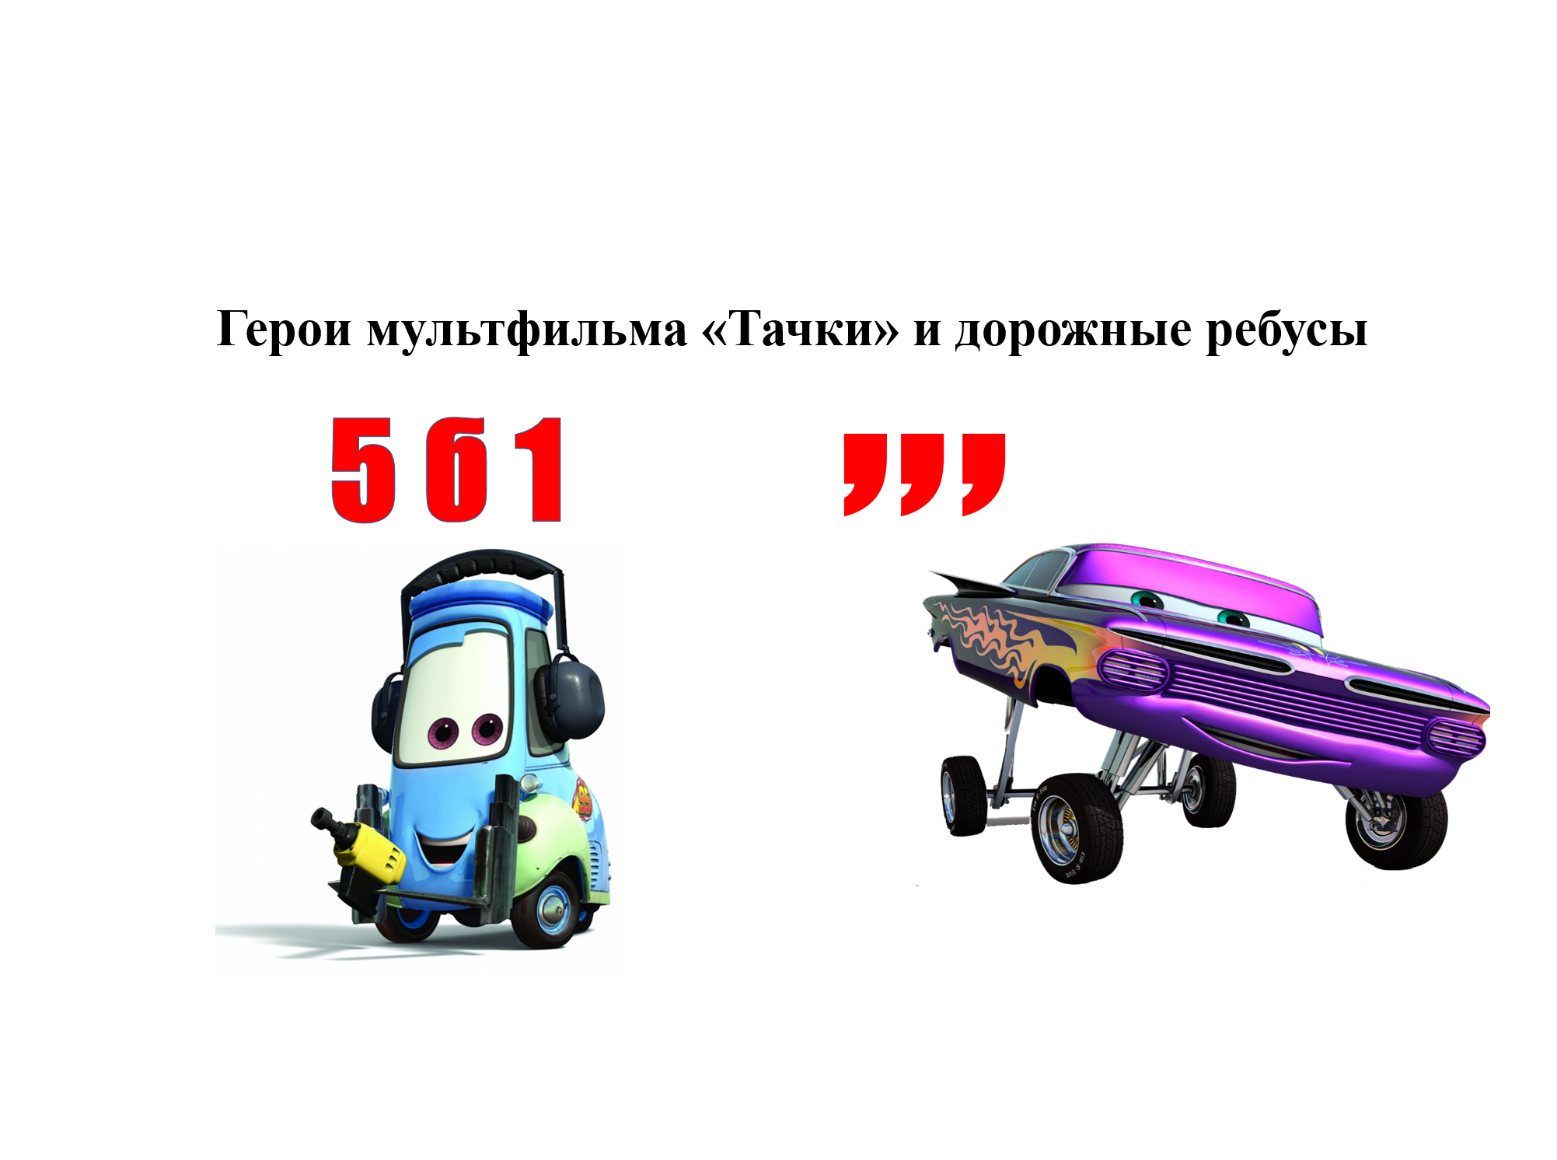 Герои мультфильма «Тачки» и дорожные ребусы
5 б 1 ,,,